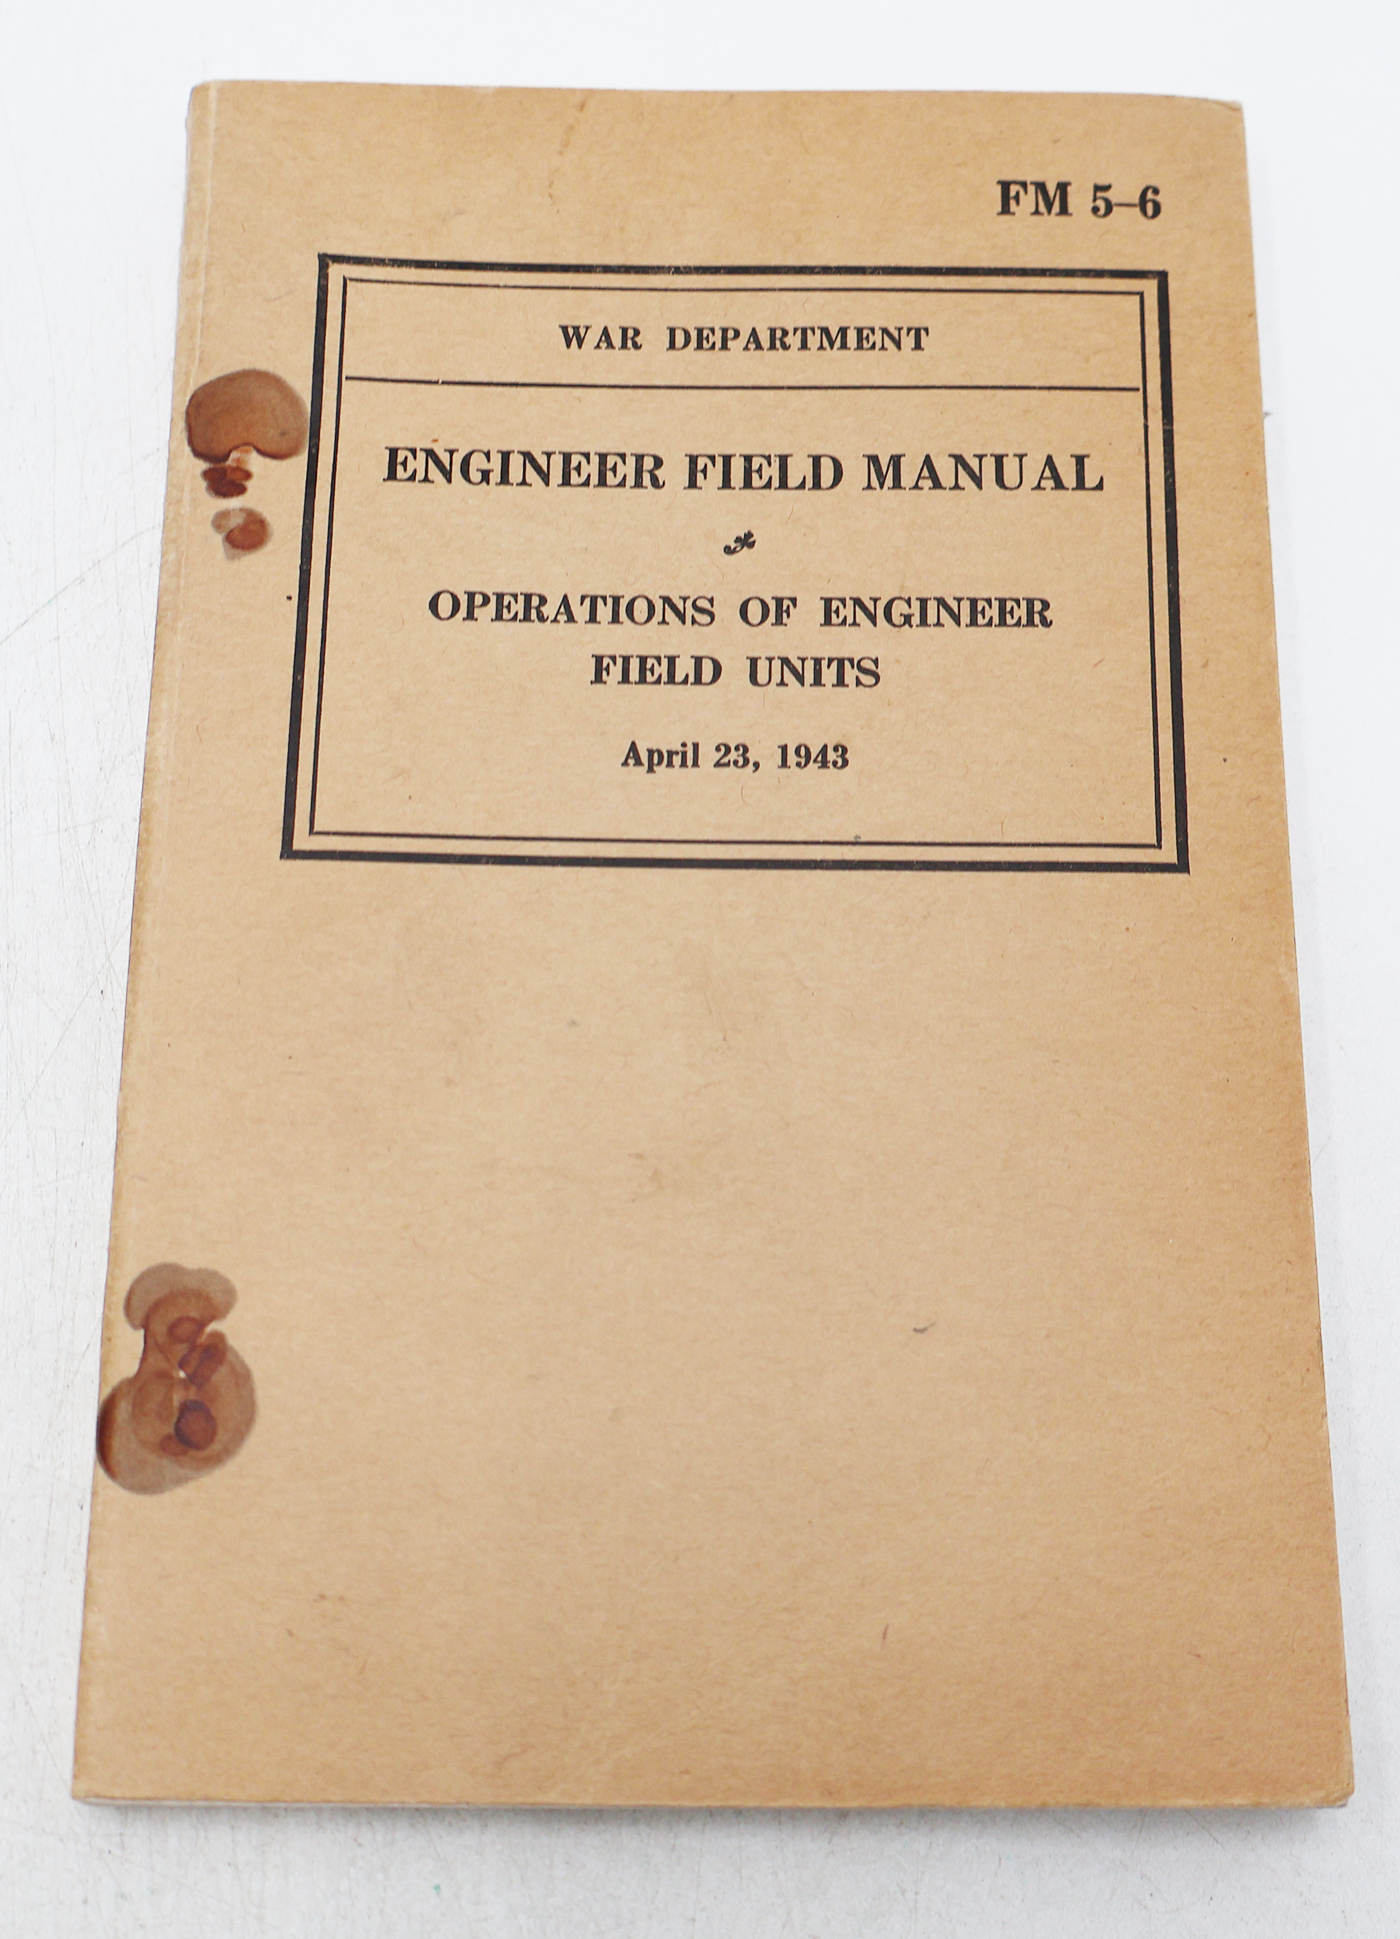 FM 5–6
WAR DEPARTMENT
ENGINEER FIELD MANUAL
OPERATIONS OF ENGINEER
FIELD UNITS
April 23, 1943